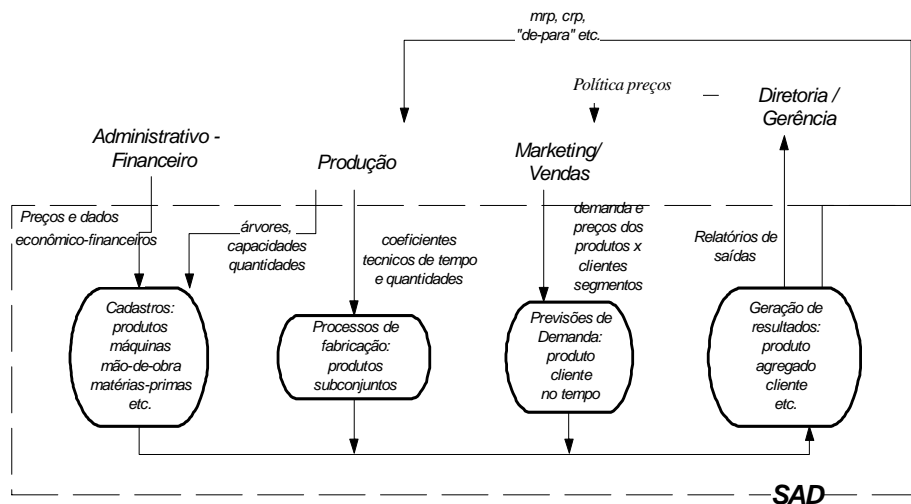 mrp, crp,
"de-para" etc.
Política preços
Diretoria /
Gerência
Administrativo -
Financeiro
Produção
Marketing/
Vendas
Preços e dados
econômico-financeiros
árvores,
capacidades
quantidades
coeficientes
tecnicos de tempo
e quantidades
demanda e
preços dos
produtos x
clientes
segmentos
Relatórios de
saídas
Cadastros:
produtos
máquinas
mão-de-obra
matérias-primas
etc.
Processos de
fabricação:
produtos
subconjuntos
Previsões de
Demanda:
produto
cliente
no tempo
Geração de
resultados:
produto
agregado
cliente
etc.
SAD